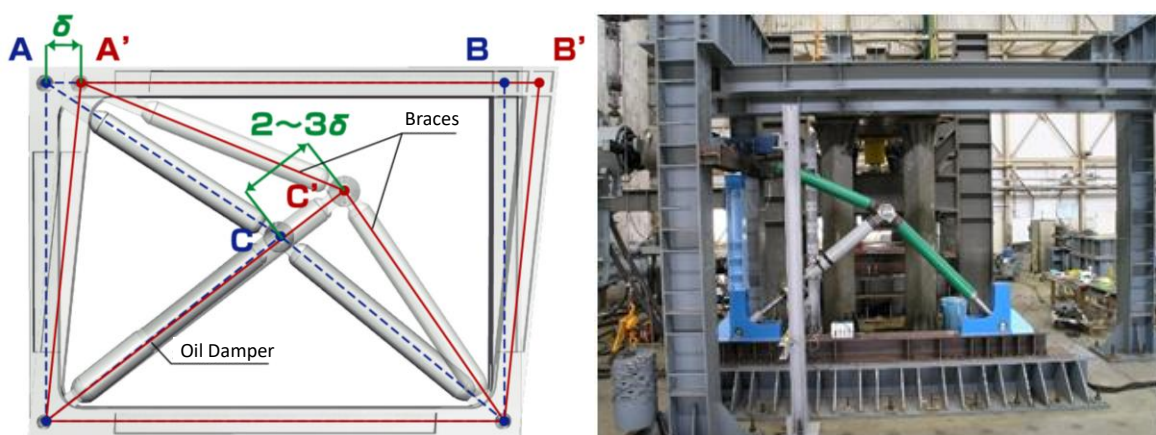 δ
A A' B B'
2~3δ
Braces
C'
C
Oil Damper